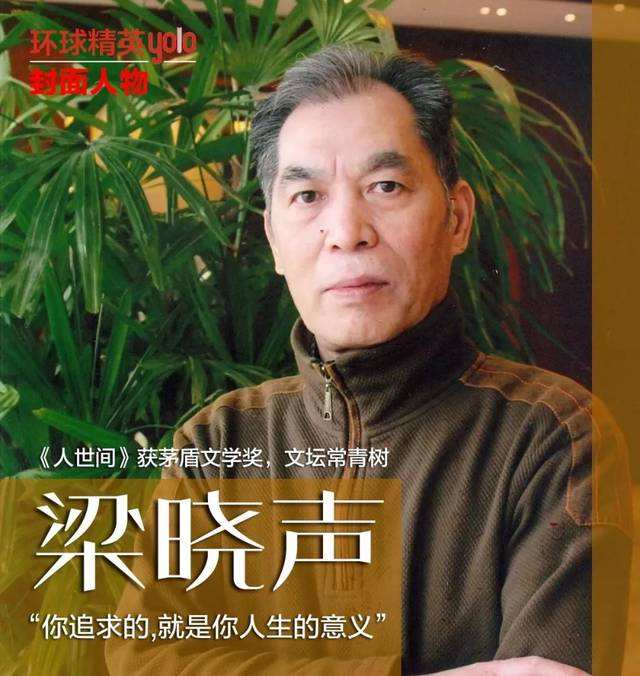 环球精英yolo
封面人物
《人世间》获茅盾文学奖，文坛常青树
梁晓声
“你追求的,就是你人生的意义”